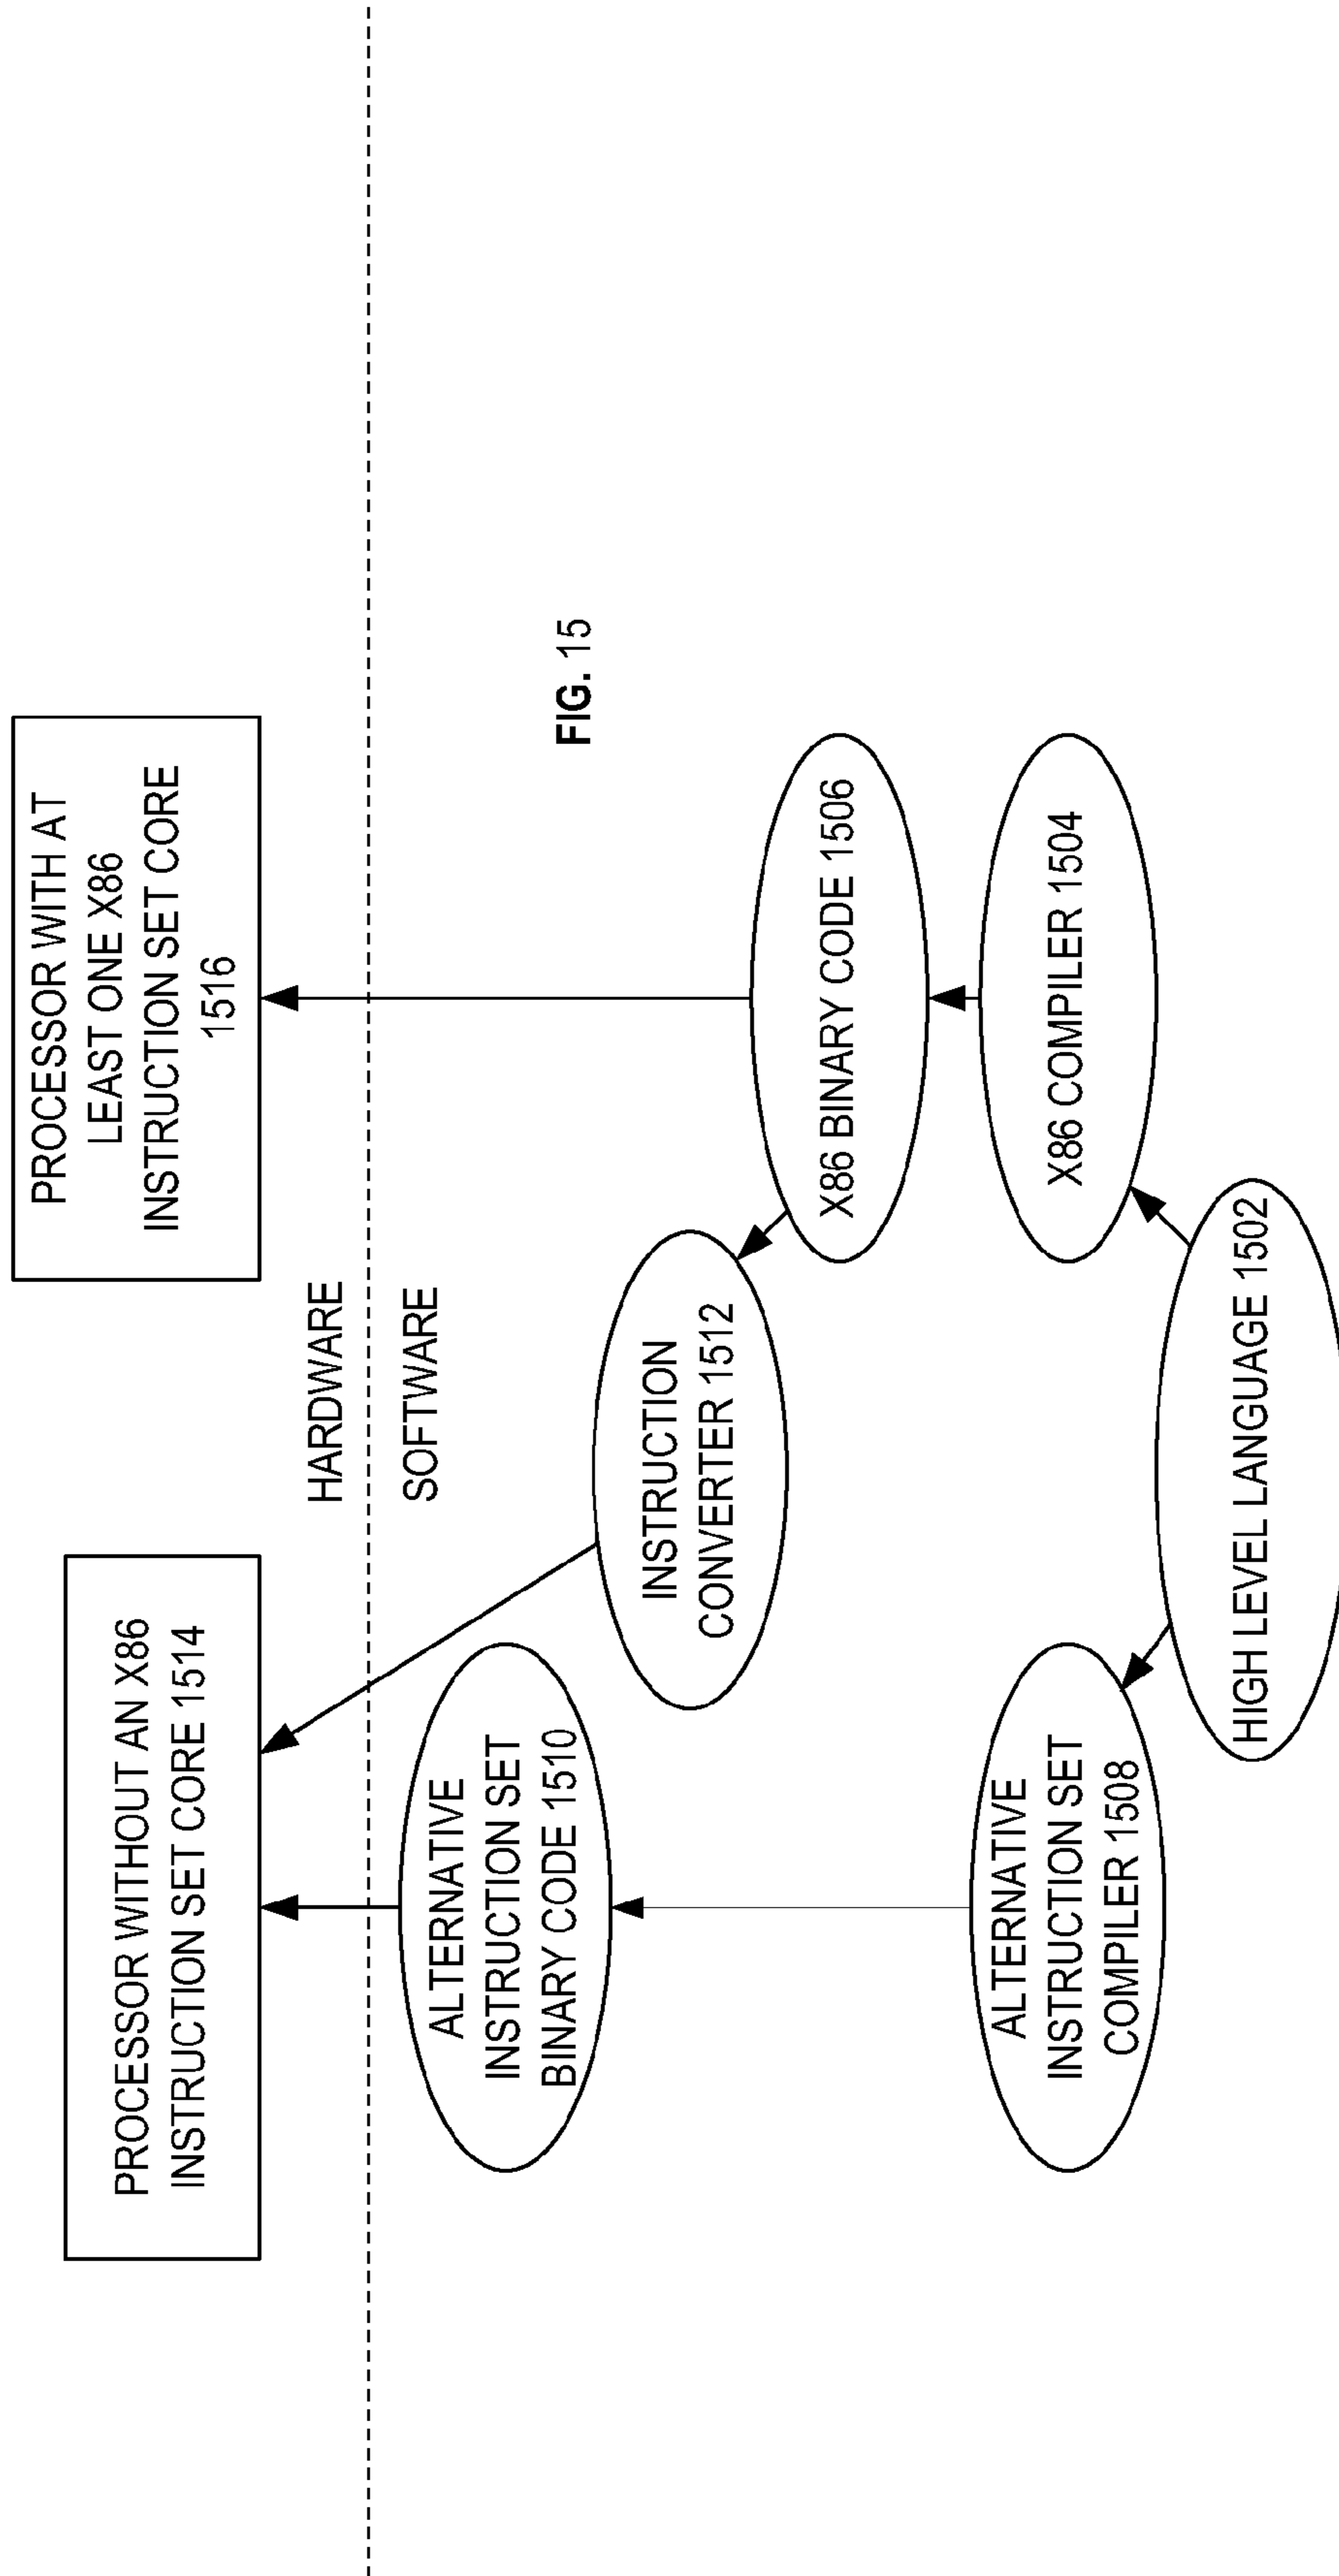 PROCESSOR WITHOUT AN X86
INSTRUCTION SET CORE 1514
PROCESSOR WITH AT
LEAST ONE X86
INSTRUCTION SET CORE
1516
HARDWARE
SOFTWARE
ALTERNATIVE
INSTRUCTION SET
BINARY CODE 1510
INSTRUCTION
CONVERTER 1512
FIG. 15
X86 BINARY CODE 1506
ALTERNATIVE
INSTRUCTION SET
COMPILER 1508
X86 COMPILER 1504
HIGH LEVEL LANGUAGE 1502